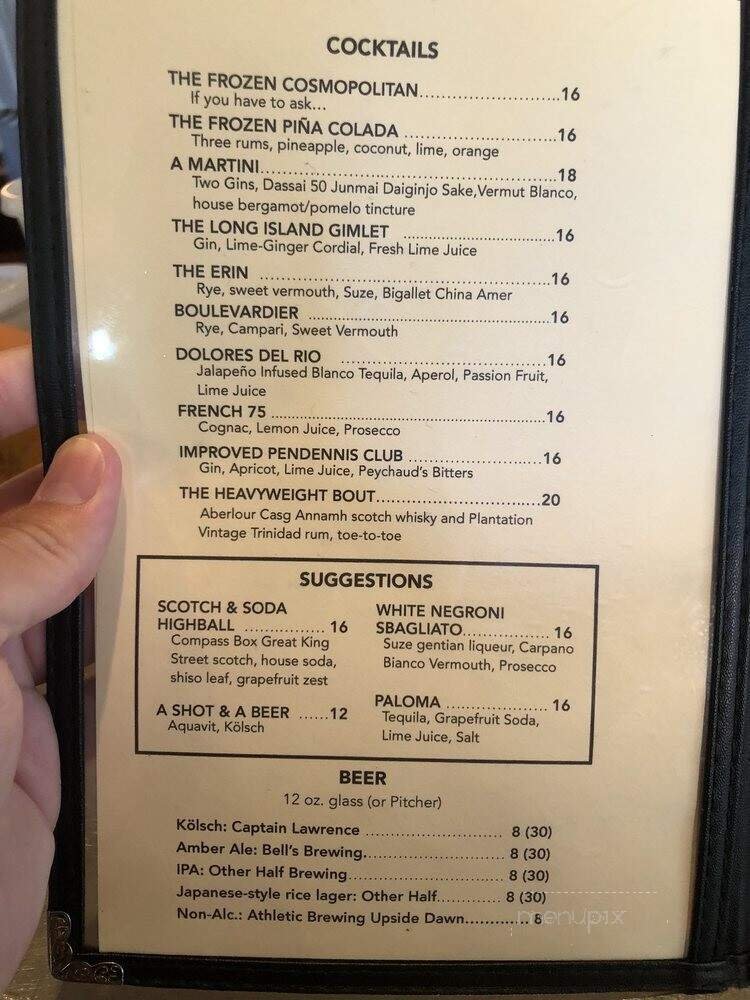 COCKTAILS
THE FROZEN COSMOPOLITAN..............................16
If you have to ask...
THE FROZEN PIÑA COLADA ..............................16
Three rums, pineapple, coconut, lime, orange
A MARTINI..............................18
Two Gins, Dassai 50 Junmai Daiginjo Sake,Vermut Blanco,
house bergamot/pomelo tincture
THE LONG ISLAND GIMLET ..............................16
Gin, Lime-Ginger Cordial, Fresh Lime Juice
THE ERIN ..............................16
Rye, sweet vermouth, Suze, Bigallet China Amer
BOULEVARDIER ..............................16
Rye, Campari, Sweet Vermouth
DOLORES DEL RIO ..............................16
Jalapeño Infused Blanco Tequila, Aperol, Passion Fruit,
Lime Juice
FRENCH 75 ..............................16
Cognac, Lemon Juice, Prosecco
IMPROVED PENDENNIS CLUB ..............................16
Gin, Apricot, Lime Juice, Peychaud's Bitters
THE HEAVYWEIGHT BOUT..............................20
Aberlour Casg Annamh scotch whisky and Plantation
Vintage Trinidad rum, toe-to-toe
SUGGESTIONS
SCOTCH & SODA
HIGHBALL ................ 16
Compass Box Great King
Street scotch, house soda,
shiso leaf, grapefruit zest
A SHOT & A BEER ......12
Aquavit, Kölsch
WHITE NEGRONI
SBAGLIATO................. 16
Suze gentian liqueur, Carpano
Bianco Vermouth, Prosecco
PALOMA .................... 16
Tequila, Grapefruit Soda,
Lime Juice, Salt
BEER
12 oz. glass (or Pitcher)
Kölsch: Captain Lawrence .......................... 8 (30)
Amber Ale: Bell's Brewing........................... 8 (30)
IPA: Other Half Brewing.............................. 8 (30)
Japanese-style rice lager: Other Half............ 8 (30)
Non-Alc.: Athletic Brewing Upside Dawn............ 8
menupix